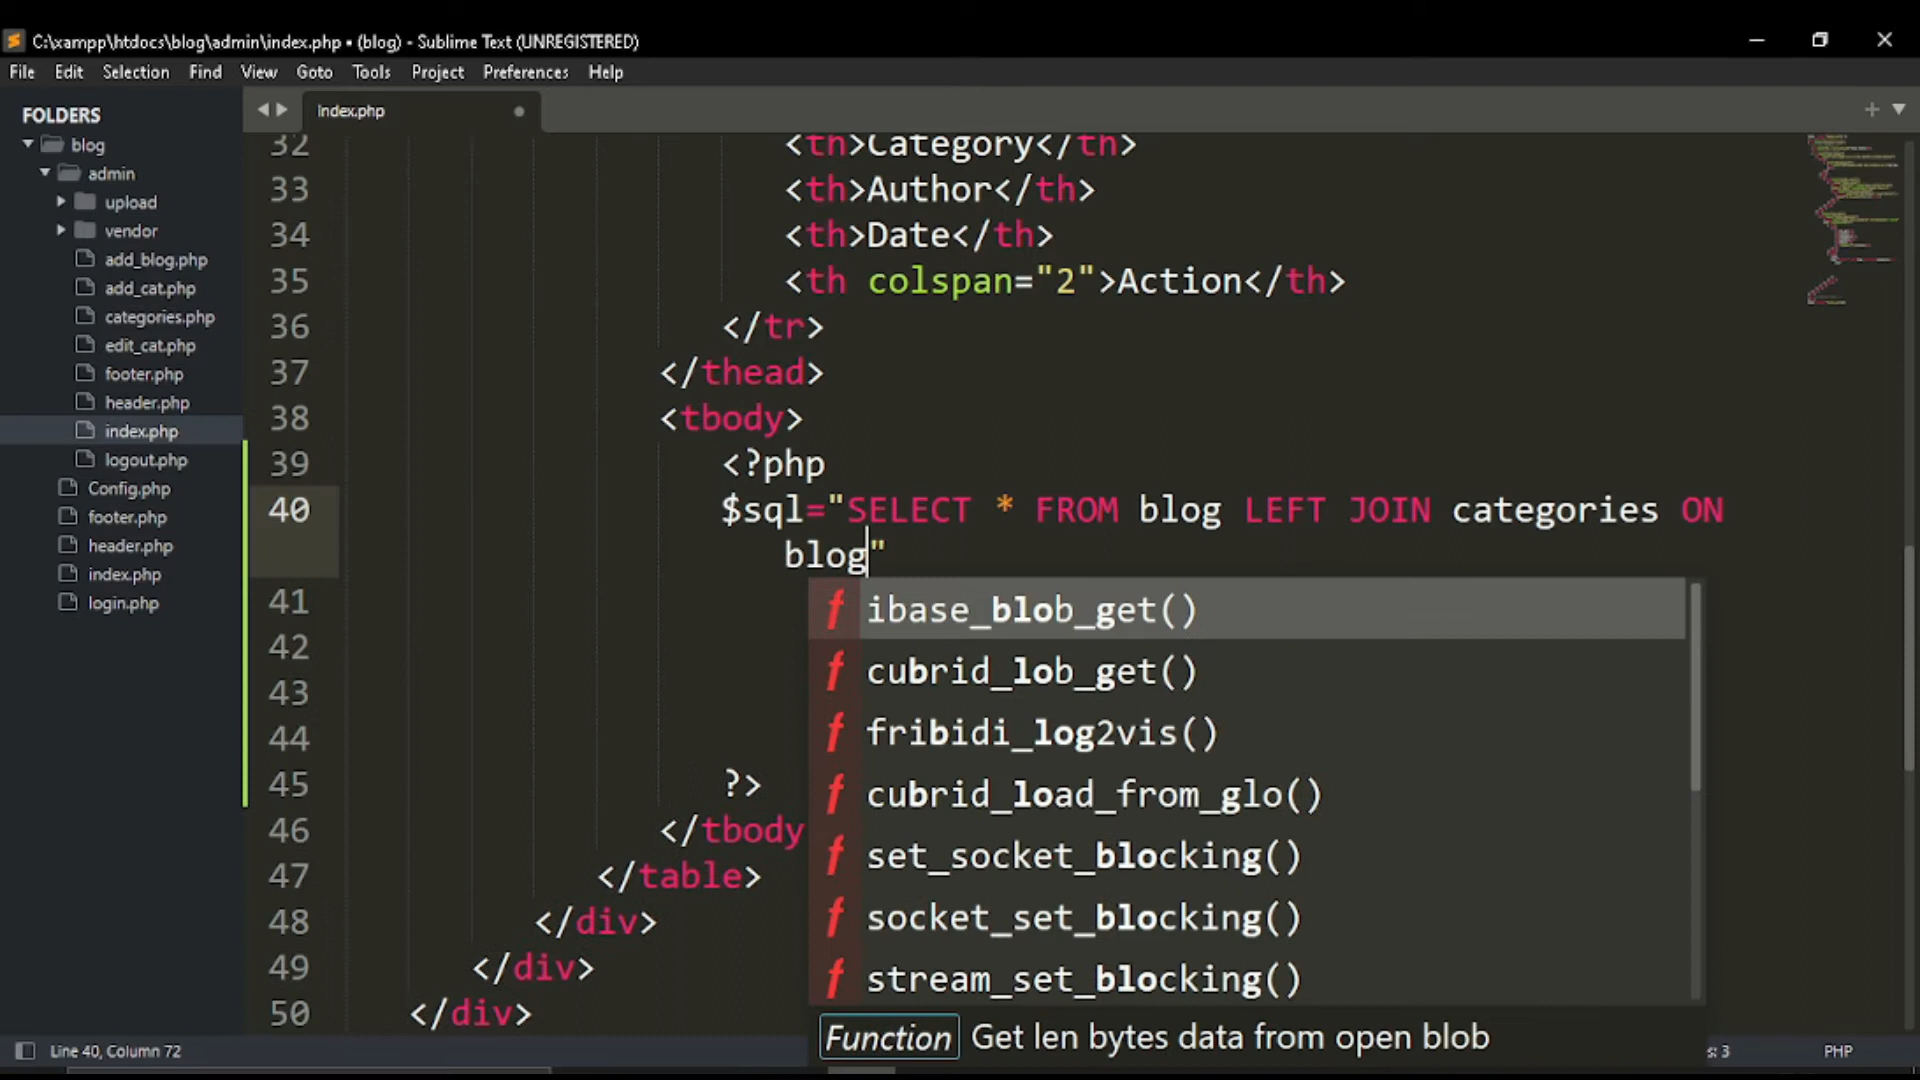 C:\xampp\htdocs\blog\admin\index.php • (blog) - Sublime Text (UNREGISTERED)
File Edit Selection Find View Goto Tools Project Preferences Help
FOLDERS
blog
admin
upload
vendor
add_blog.php
add_cat.php
categories.php
edit_cat.php
footer.php
header.php
index.php
logout.php
Config.php
footer.php
header.php
index.php
login.php
index.php
32 <th>Category</th>
33 <th>Author</th>
34 <th>Date</th>
35 <th colspan="2">Action</th>
36 </tr>
37 </thead>
38 <tbody>
39 <?php
40 $sql="SELECT * FROM blog LEFT JOIN categories ON
blog"
41
42
43
44
45 ?>
46 </tbody
47 </table>
48 </div>
49 </div>
50 </div>
f ibase_blob_get()
f cubrid_lob_get()
f fribidi_log2vis()
f cubrid_load_from_glo()
f set_socket_blocking()
f socket_set_blocking()
f stream_set_blocking()
Function Get len bytes data from open blob
Line 40, Column 72
s: 3 PHP